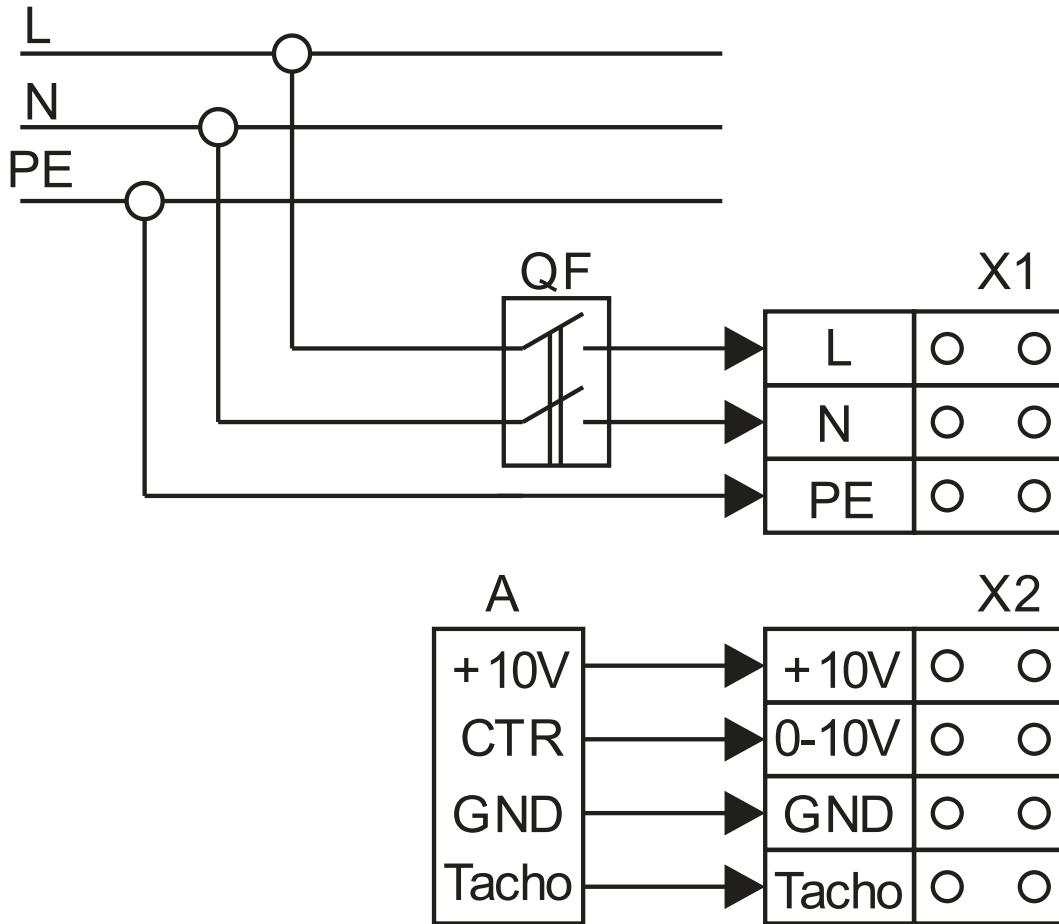 L
N
PE
QF
X1
L
N
PE
A
X2
+10V
+10V
CTR
0-10V
GND
GND
Tacho
Tacho